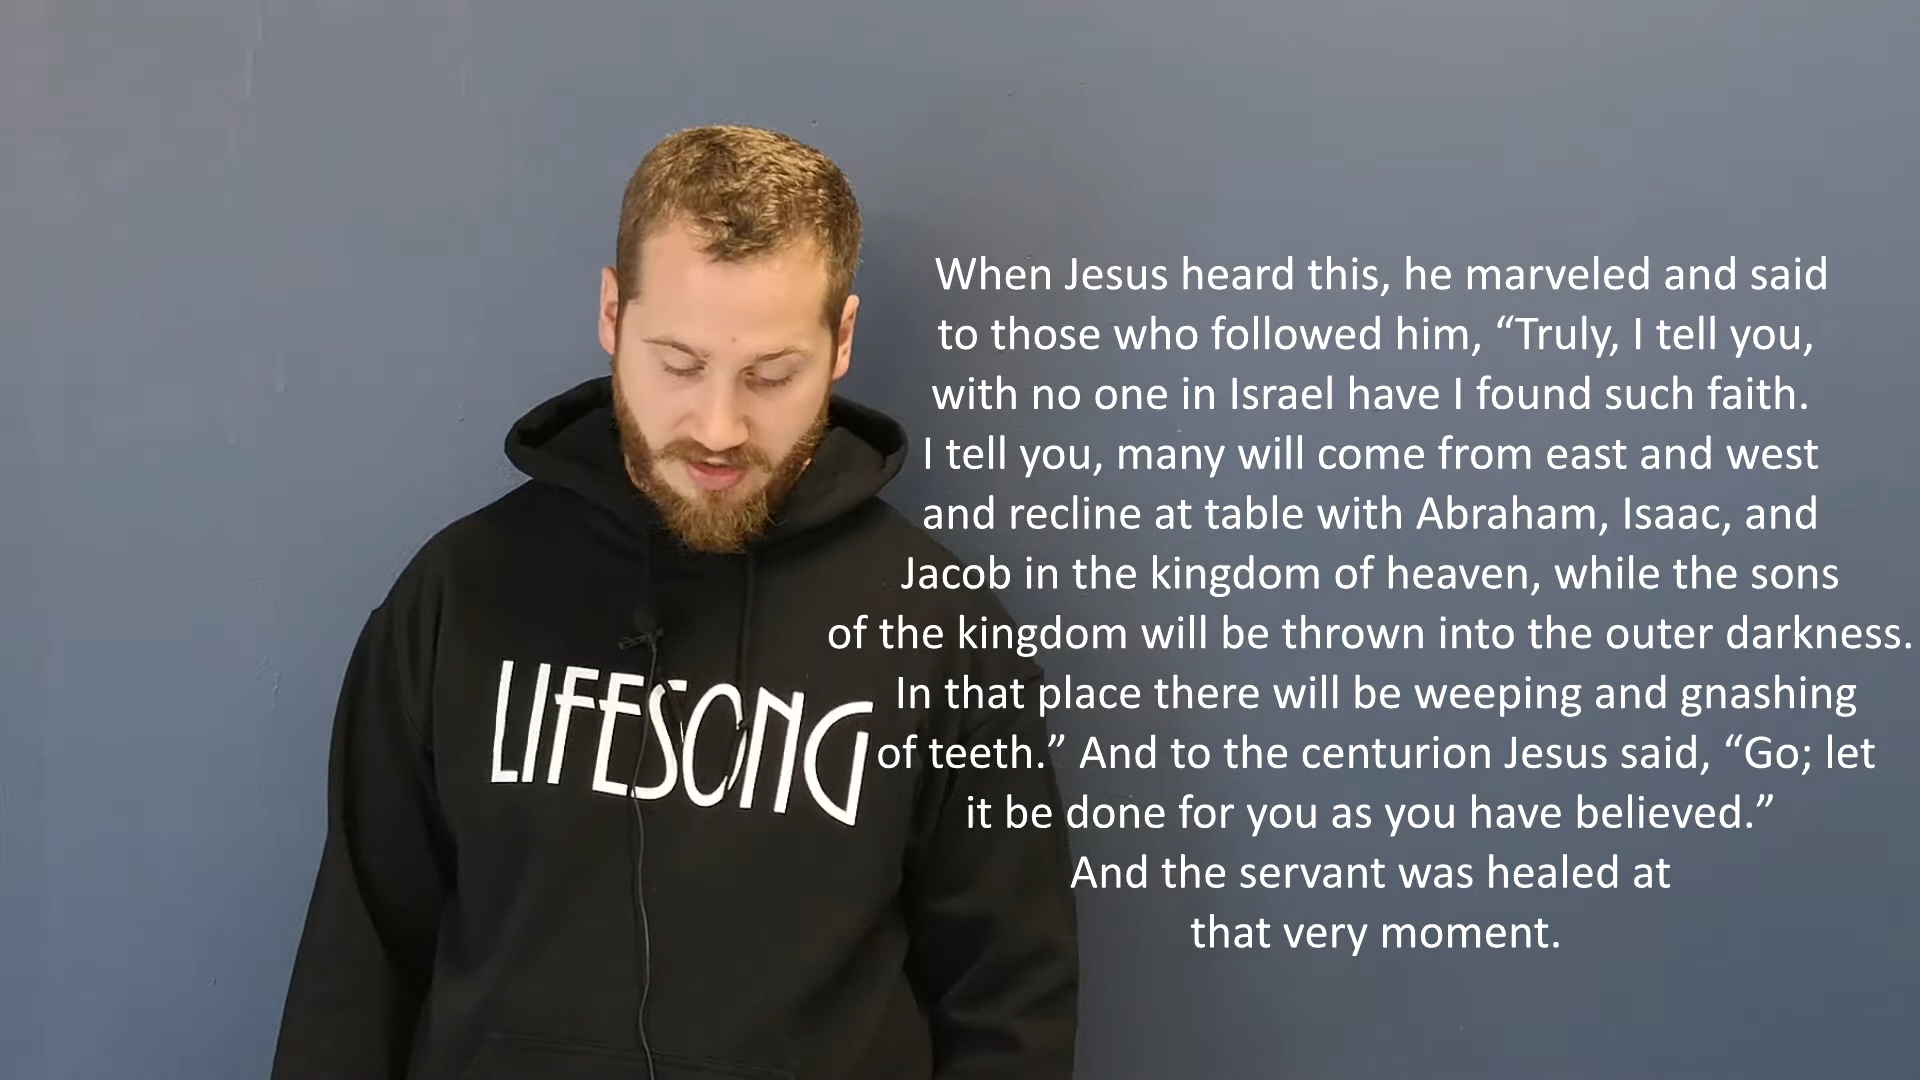 When Jesus heard this, he marveled and said
to those who followed him, “Truly, I tell you,
with no one in Israel have I found such faith.
I tell you, many will come from east and west
and recline at table with Abraham, Isaac, and
Jacob in the kingdom of heaven, while the sons
of the kingdom will be thrown into the outer darkness.
In that place there will be weeping and gnashing
of teeth.” And to the centurion Jesus said, “Go; let
it be done for you as you have believed.”
And the servant was healed at
that very moment.
LIFESONG